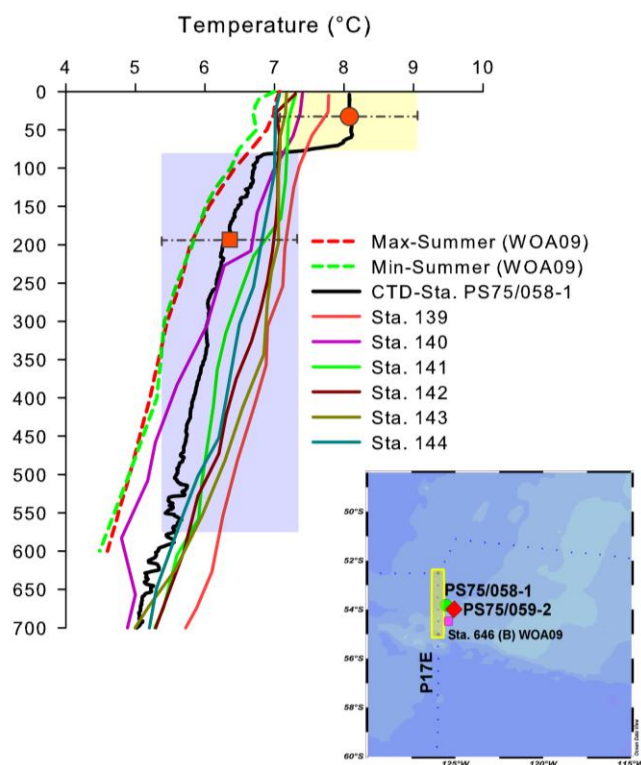 Temperature (°C)
4 5 6 7 8 9 10
0
50
100
150
200
250
300
350
400
450
500
550
600
650
700
Max-Summer (WOA09)
Min-Summer (WOA09)
CTD-Sta. PS75/058-1
Sta. 139
Sta. 140
Sta. 141
Sta. 142
Sta. 143
Sta. 144
50°S
52°S
54°S
56°S
58°S
60°S
PS75/058-1
PS75/059-2
Sta. 646 (B) WOA09
P17E
125°W 120°W 115°W
Ocean Data View